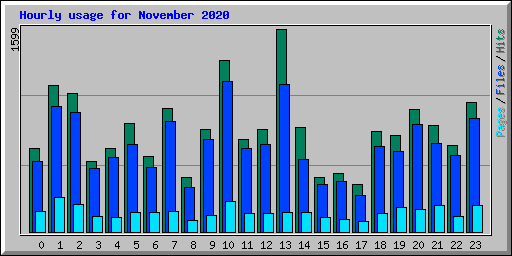 Hourly usage for November 2020
1599
Pages/Files/Hits
0 1 2 3 4 5 6 7 8 9 10 11 12 13 14 15 16 17 18 19 20 21 22 23